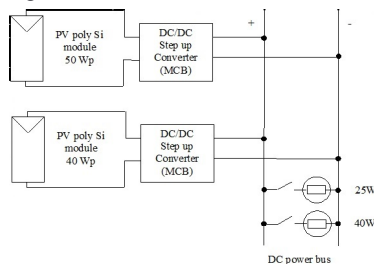 + -
PV poly Si
module
50 Wp
DC/DC
Step up
Converter
(MCB)
PV poly Si
module
40 Wp
DC/DC
Step up
Converter
(MCB)
25W
40W
DC power bus